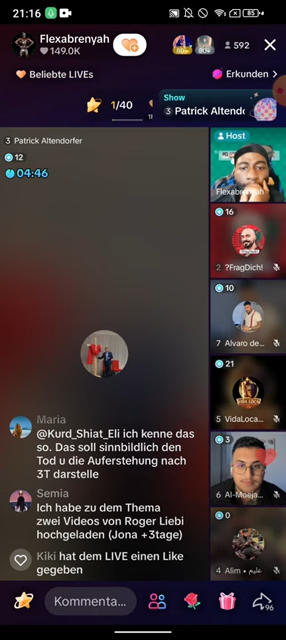 21:16
85
Flexabrenyah
149.0K
592
Beliebte LIVEs
Erkunden
1/40
Show
3 Patrick Altend
3 Patrick Altendorfer
12
04:46
Host
Flexabrenyah
16
2 ?FragDich!
10
7 Alvaro de...
21
5 VidaLoca...
3
6 Al-Moeja...
0
4 Alim • عليم
Maria
@Kurd_Shiat_Eli ich kenne das
so. Das soll sinnbildlich den
Tod u die Auferstehung nach
3T darstelle
Semia
Ich habe zu dem Thema
zwei Videos von Roger Liebi
hochgeladen (Jona +3tage)
Kiki hat dem LIVE einen Like
gegeben
Kommenta...
96